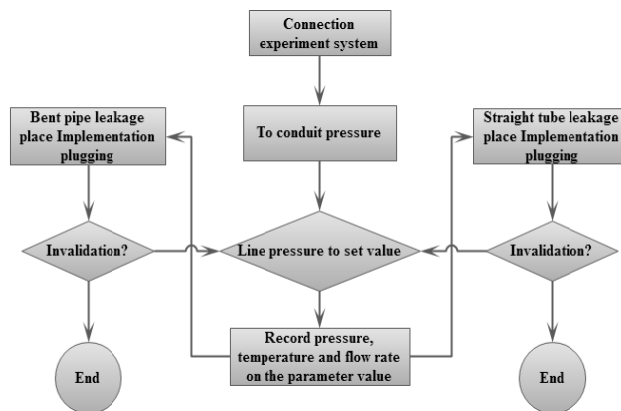 Connection
experiment system
Bent pipe leakage
place Implementation
plugging
To conduit pressure
Straight tube leakage
place Implementation
plugging
Invalidation?
Line pressure to set value
Invalidation?
Record pressure,
temperature and flow rate
on the parameter value
End
End